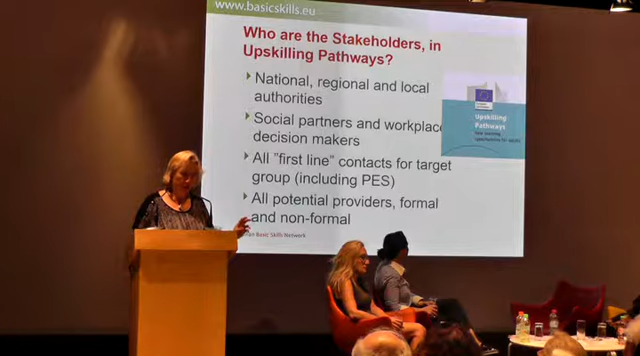 www.basicskills.eu
Who are the Stakeholders, in
Upskilling Pathways?
National, regional and local
authorities
Social partners and workplace
decision makers
All "first line" contacts for target
group (including PES)
All potential providers, formal
and non-formal
Basic Skills Network
Upskilling
Pathways